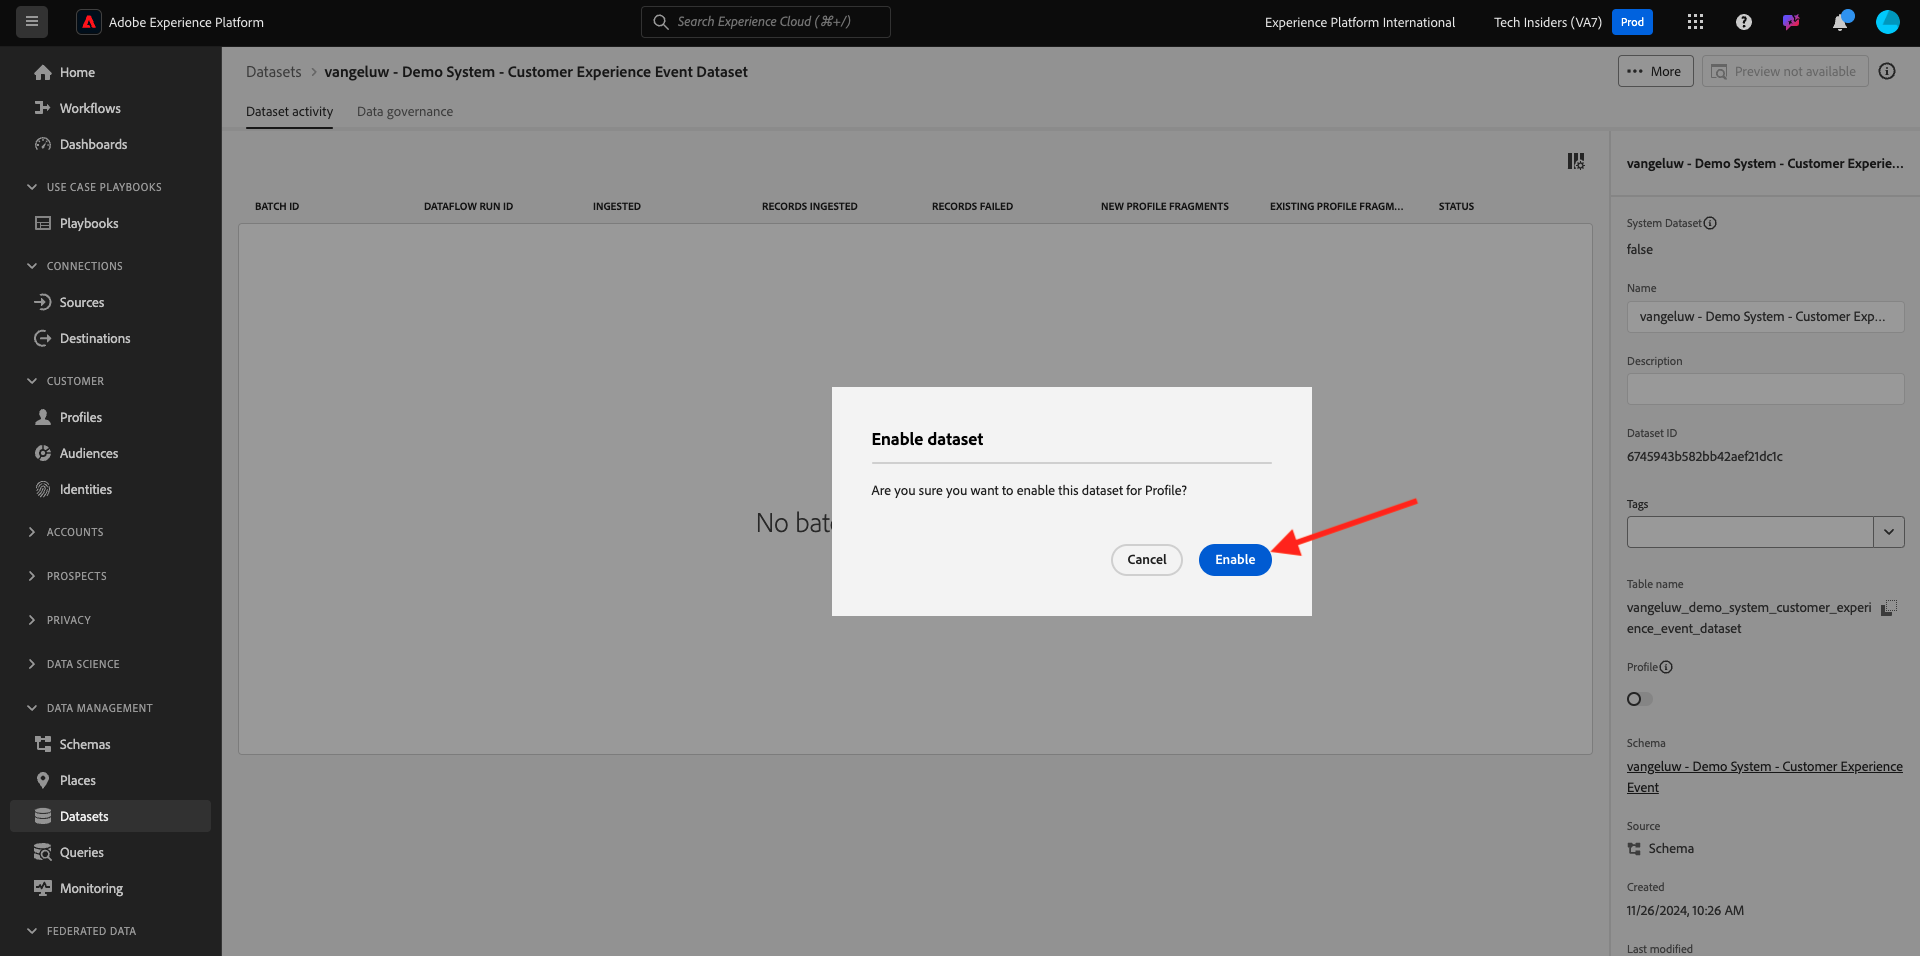 Adobe Experience Platform
Search Experience Cloud (⌘+/)
Experience Platform International
Tech Insiders (VA7)
Prod
Home
Workflows
Dashboards
USE CASE PLAYBOOKS
Playbooks
CONNECTIONS
Sources
Destinations
CUSTOMER
Profiles
Audiences
Identities
ACCOUNTS
PROSPECTS
PRIVACY
DATA SCIENCE
DATA MANAGEMENT
Schemas
Places
Datasets
Queries
Monitoring
FEDERATED DATA
Datasets > vangeluw - Demo System - Customer Experience Event Dataset
More
Preview not available
Dataset activity
Data governance
BATCH ID
DATAFLOW RUN ID
INGESTED
RECORDS INGESTED
RECORDS FAILED
NEW PROFILE FRAGMENTS
EXISTING PROFILE FRAGM...
STATUS
No batc
Enable dataset
Are you sure you want to enable this dataset for Profile?
Cancel
Enable
vangeluw - Demo System - Customer Experie...
System Dataset
false
Name
vangeluw - Demo System - Customer Exp...
Description
Dataset ID
6745943b582bb42aef21dc1c
Tags
Table name
vangeluw_demo_system_customer_experi
ence_event_dataset
Profile
Schema
vangeluw - Demo System - Customer Experience
Event
Source
Schema
Created
11/26/2024, 10:26 AM
Last modified